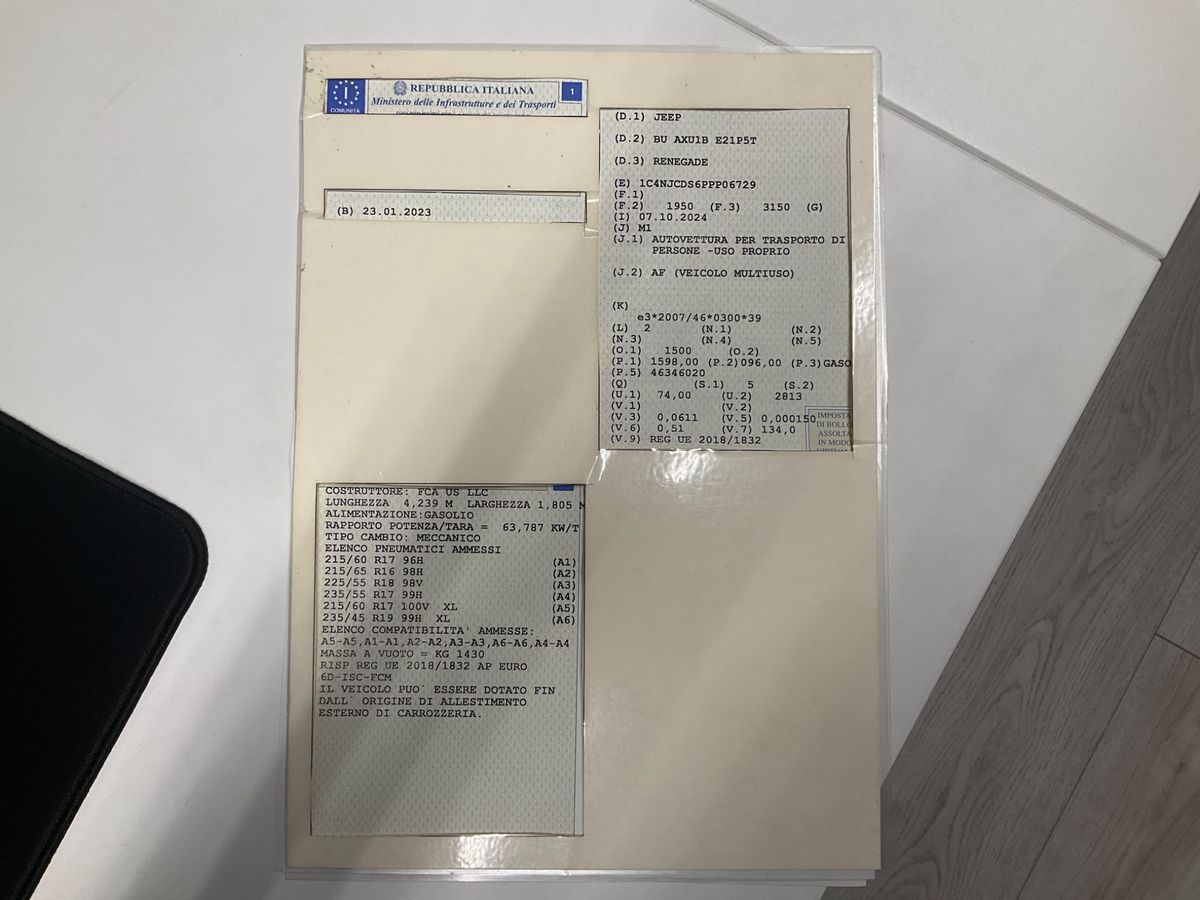 REPUBBLICA ITALIANA
Ministero delle Infrastrutture e dei Trasporti
I
COMUNITÀ
1
(B) 23.01.2023
(D.1) JEEP
(D.2) BU AXU1B E21P5T
(D.3) RENEGADE
(E) 1C4NJCDS6PPP06729
(F.1)
(F.2) 1950 (F.3) 3150 (G)
(I) 07.10.2024
(J) M1
(J.1) AUTOVETTURA PER TRASPORTO DI
PERSONE -USO PROPRIO
(J.2) AF (VEICOLO MULTIUSO)
(K)
e3*2007/46*0300*39
(L) 2 (N.1) (N.2)
(N.3) (N.4) (N.5)
(O.1) 1500 (O.2)
(P.1) 1598,00 (P.2)096,00 (P.3)GASO
(P.5) 46346020
(Q) (S.1) 5 (S.2)
(U.1) 74,00 (U.2) 2813
(V.1) (V.2)
(V.3) 0,0611 (V.5) 0,000150
(V.6) 0,51 (V.7) 134,0
(V.9) REG UE 2018/1832
IMPOSTA
DI BOLLO
ASSOLTA
IN MODO
COSTRUTTORE: FCA US LLC
LUNGHEZZA 4,239 M LARGHEZZA 1,805 M
ALIMENTAZIONE:GASOLIO
RAPPORTO POTENZA/TARA = 63,787 KW/T
TIPO CAMBIO: MECCANICO
ELENCO PNEUMATICI AMMESSI
215/60 R17 96H (A1)
215/65 R16 98H (A2)
225/55 R18 98V (A3)
235/55 R17 99H (A4)
215/60 R17 100V XL (A5)
235/45 R19 99H XL (A6)
ELENCO COMPATIBILITA' AMMESSE:
A5-A5,A1-A1,A2-A2,A3-A3,A6-A6,A4-A4
MASSA A VUOTO = KG 1430
RISP REG UE 2018/1832 AP EURO
6D-ISC-FCM
IL VEICOLO PUO` ESSERE DOTATO FIN
DALL` ORIGINE DI ALLESTIMENTO
ESTERNO DI CARROZZERIA.